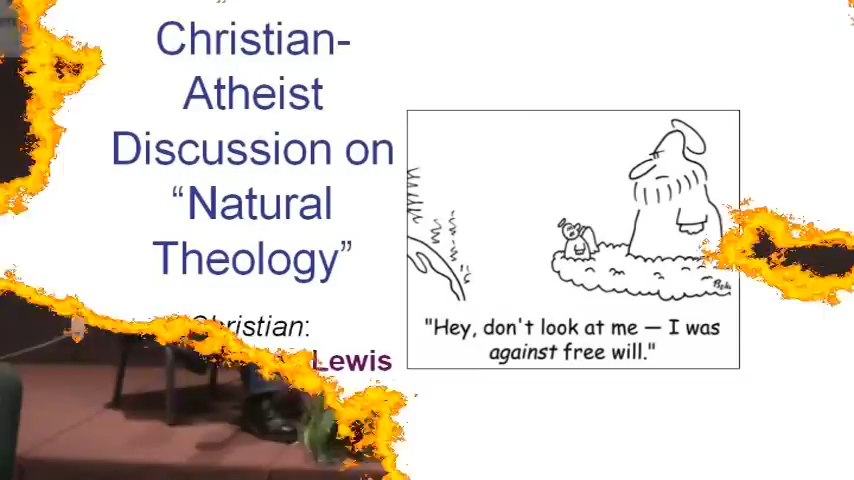 Christian-
Atheist
Discussion on
“Natural
Theology”
Christian:
Lewis
"Hey, don't look at me — I was
against free will."